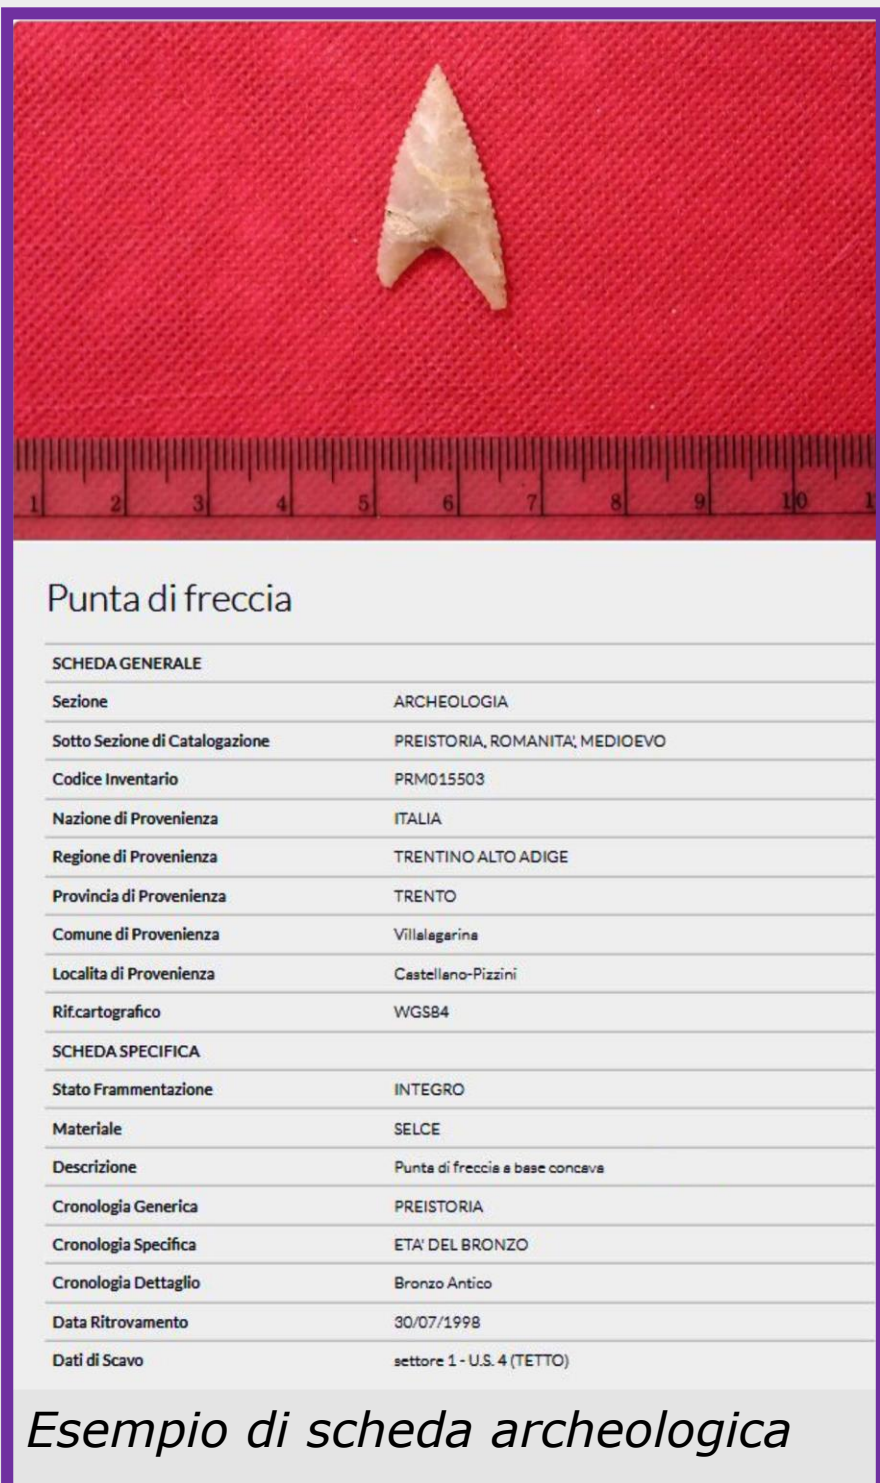 1 2 3 4 5 6 7 8 9 10 1
Punta di freccia
SCHEDA GENERALE
Sezione ARCHEOLOGIA
Sotto Sezione di Catalogazione PREISTORIA, ROMANITA', MEDIOEVO
Codice Inventario PRM015503
Nazione di Provenienza ITALIA
Regione di Provenienza TRENTINO ALTO ADIGE
Provincia di Provenienza TRENTO
Comune di Provenienza Villalagarina
Localita di Provenienza Castellano-Pizzini
Rif.cartografico WGS84
SCHEDA SPECIFICA
Stato Frammentazione INTEGRO
Materiale SELCE
Descrizione Punta di freccia a base concava
Cronologia Generica PREISTORIA
Cronologia Specifica ETA' DEL BRONZO
Cronologia Dettaglio Bronzo Antico
Data Ritrovamento 30/07/1998
Dati di Scavo settore 1 - U.S. 4 (TETTO)
Esempio di scheda archeologica